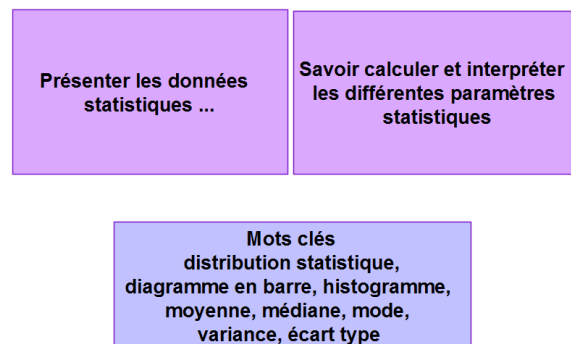 Présenter les données
statistiques ...
Savoir calculer et interpréter
les différentes paramètres
statistiques
Mots clés
distribution statistique,
diagramme en barre, histogramme,
moyenne, médiane, mode,
variance, écart type